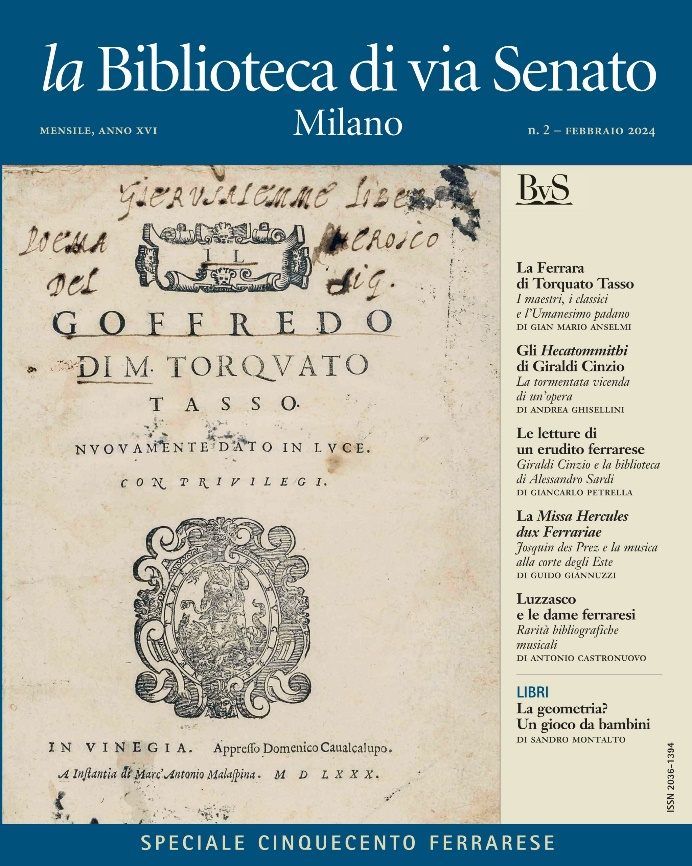 la Biblioteca di via Senato
Milano
MENSILE, ANNO XVI
n. 2 – FEBBRAIO 2024
GIERVSALEMME LIBE
POEMA
HEROICO
IL
DEL
Sig.
GOFFREDO
DI M. TORQVATO
TASSO.
NVOVAMENTE DATO IN LVCE.
CON PRIVILEGI.
IN VINEGIA. Appresso Domenico Caualcalupo.
A Instantia di Marc' Antonio Malaspina. M D LXXX.
BvS
La Ferrara
di Torquato Tasso
I maestri, i classici
e l'Umanesimo padano
DI GIAN MARIO ANSELMI
Gli Hecatommithi
di Giraldi Cinzio
La tormentata vicenda
di un'opera
DI ANDREA GHISELLINI
Le letture di
un erudito ferrarese
Giraldi Cinzio e la biblioteca
di Alessandro Sardi
DI GIANCARLO PETRELLA
La Missa Hercules
dux Ferrariae
Josquin des Prez e la musica
alla corte degli Este
DI GUIDO GIANNUZZI
Luzzasco
e le dame ferraresi
Rarità bibliografiche
musicali
DI ANTONIO CASTRONUOVO
LIBRI
La geometria?
Un gioco da bambini
DI SANDRO MONTALTO
ISSN 2036-1394
SPECIALE CINQUECENTO FERRARESE